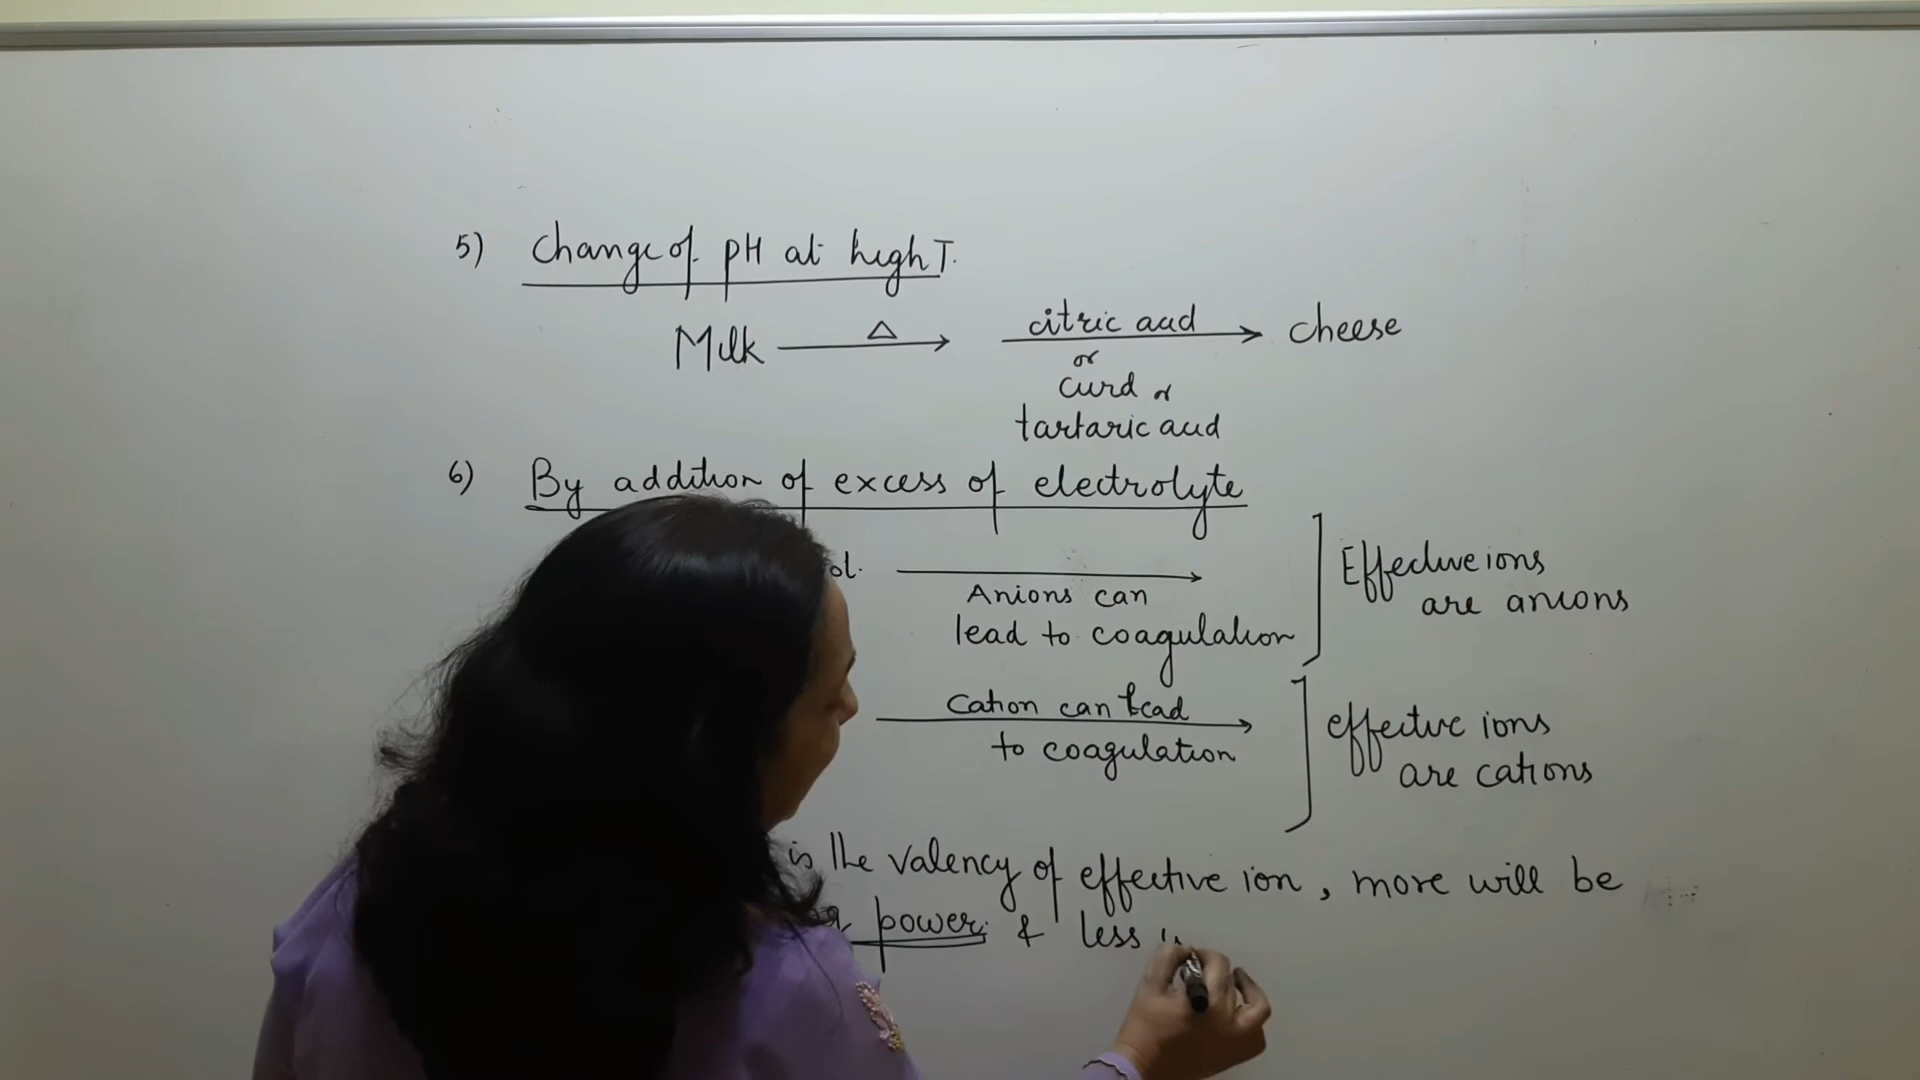 5) Change of pH at high T.
Milk △ citric acid cheese
or
curd or
tartaric acid
6) By addition of excess of electrolyte
Anions can
lead to coagulation
Effective ions
are anions
Cation can lead
to coagulation
effective ions
are cations
is the valency of effective ion, more will be
power & less